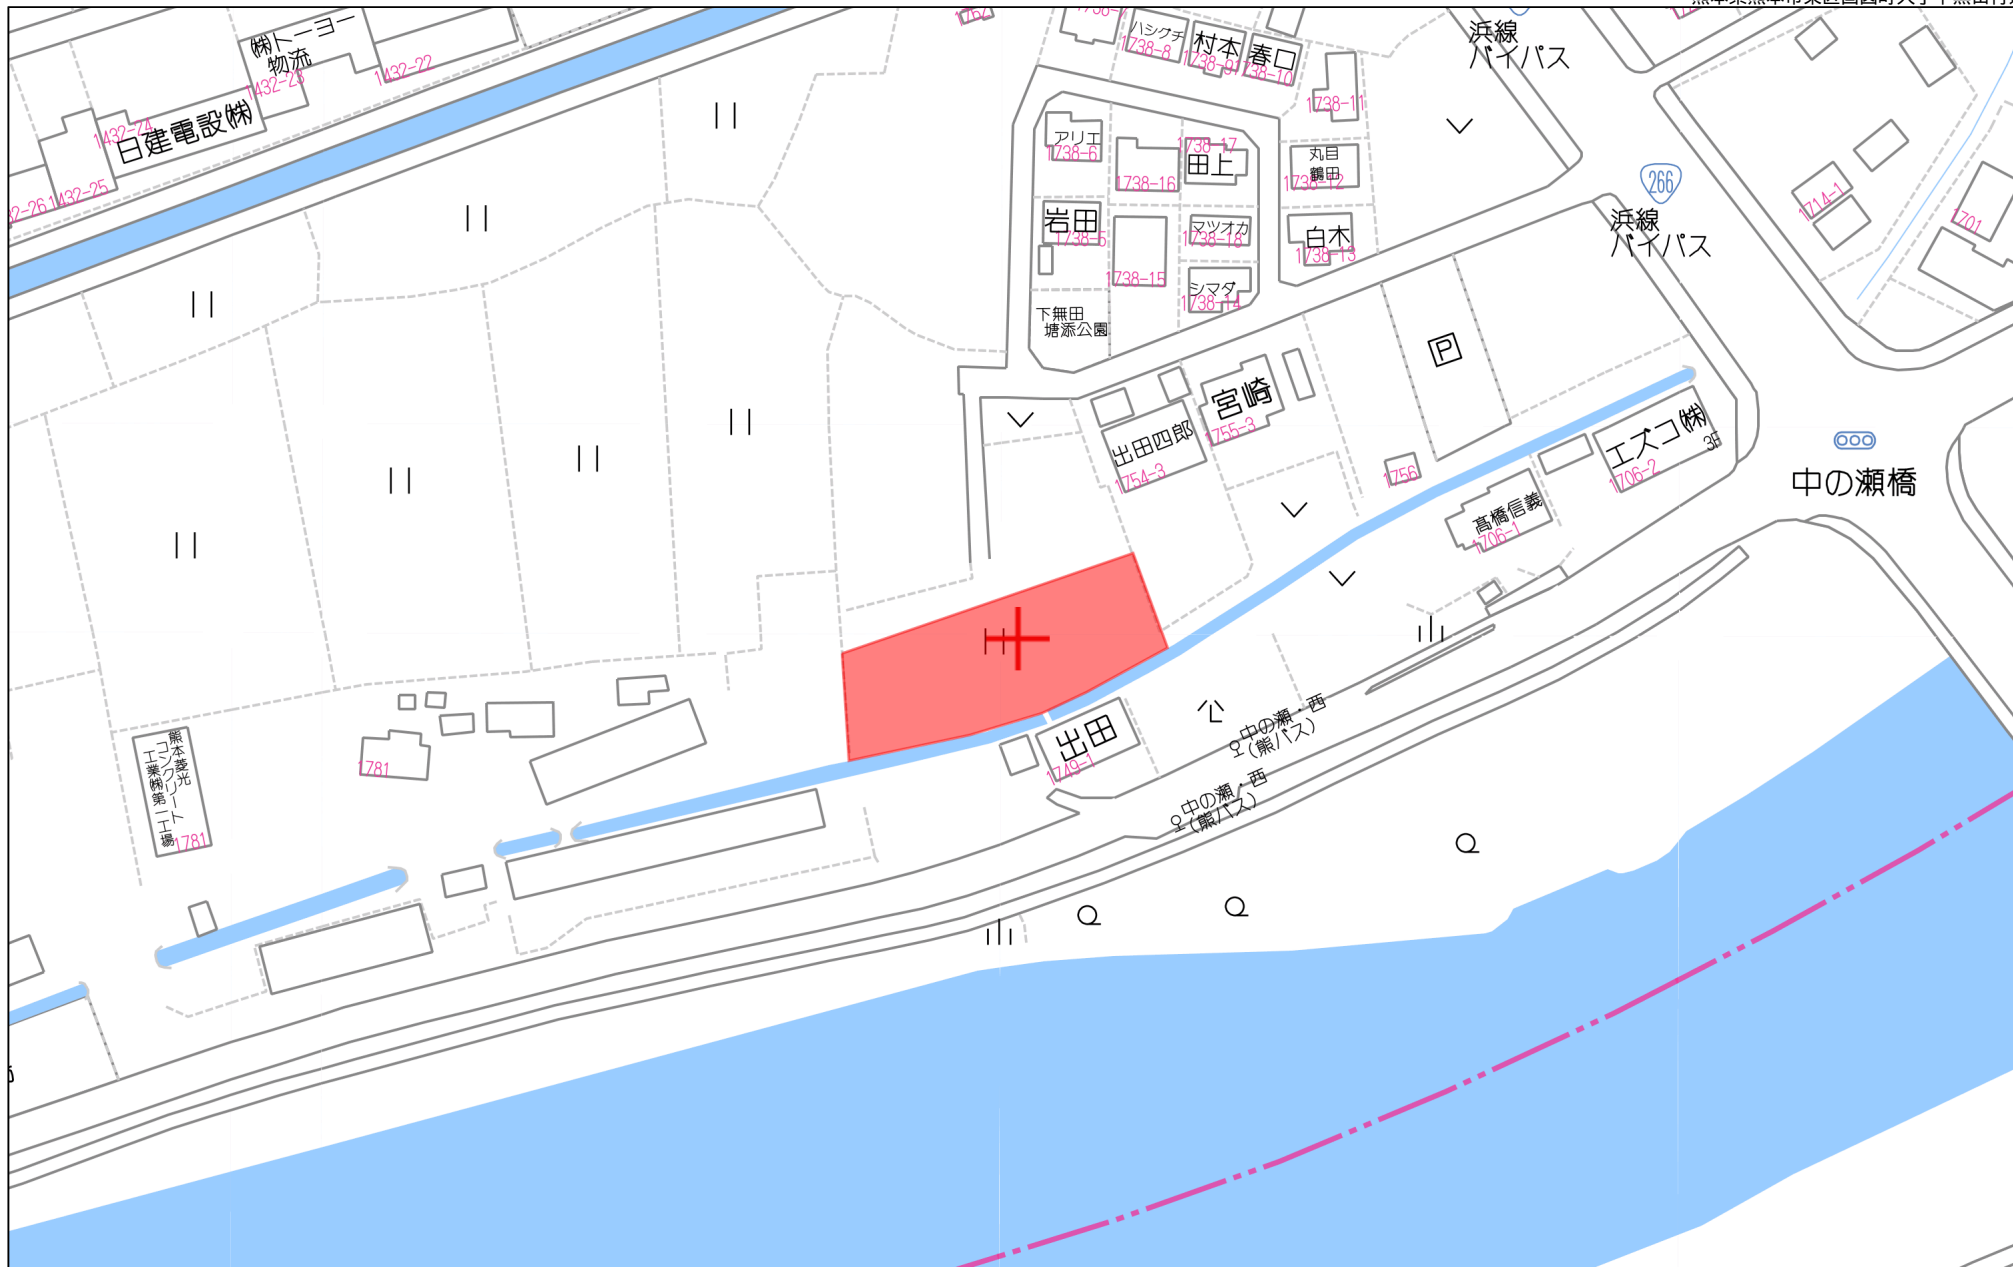 ㈱トーヨー
物流
1432-23
1432-22
1432-24
日建電設㈱
1432-25
ハシグチ
1738-8
村本
1738-9
春口
1738-10
1738-11
アリエ
1738-6
1738-16
1738-17
田上
丸目
鶴田
1738-12
岩田
1738-5
1738-15
マツオカ
1738-18
白木
1738-13
シマダ
1738-14
下無田
塘添公園
浜線
バイパス
266
浜線
バイパス
1714-1
1701
P
宮崎
1755-3
出田四郎
1754-3
1756
エズコ㈱
3F
1706-2
髙橋信義
1706-1
中の瀬橋
出田
1749-1
中の瀬・西
(熊バス)
中の瀬・西
(熊バス)
熊本菱光
コンクリート
工業㈱第二工場
1781
1781